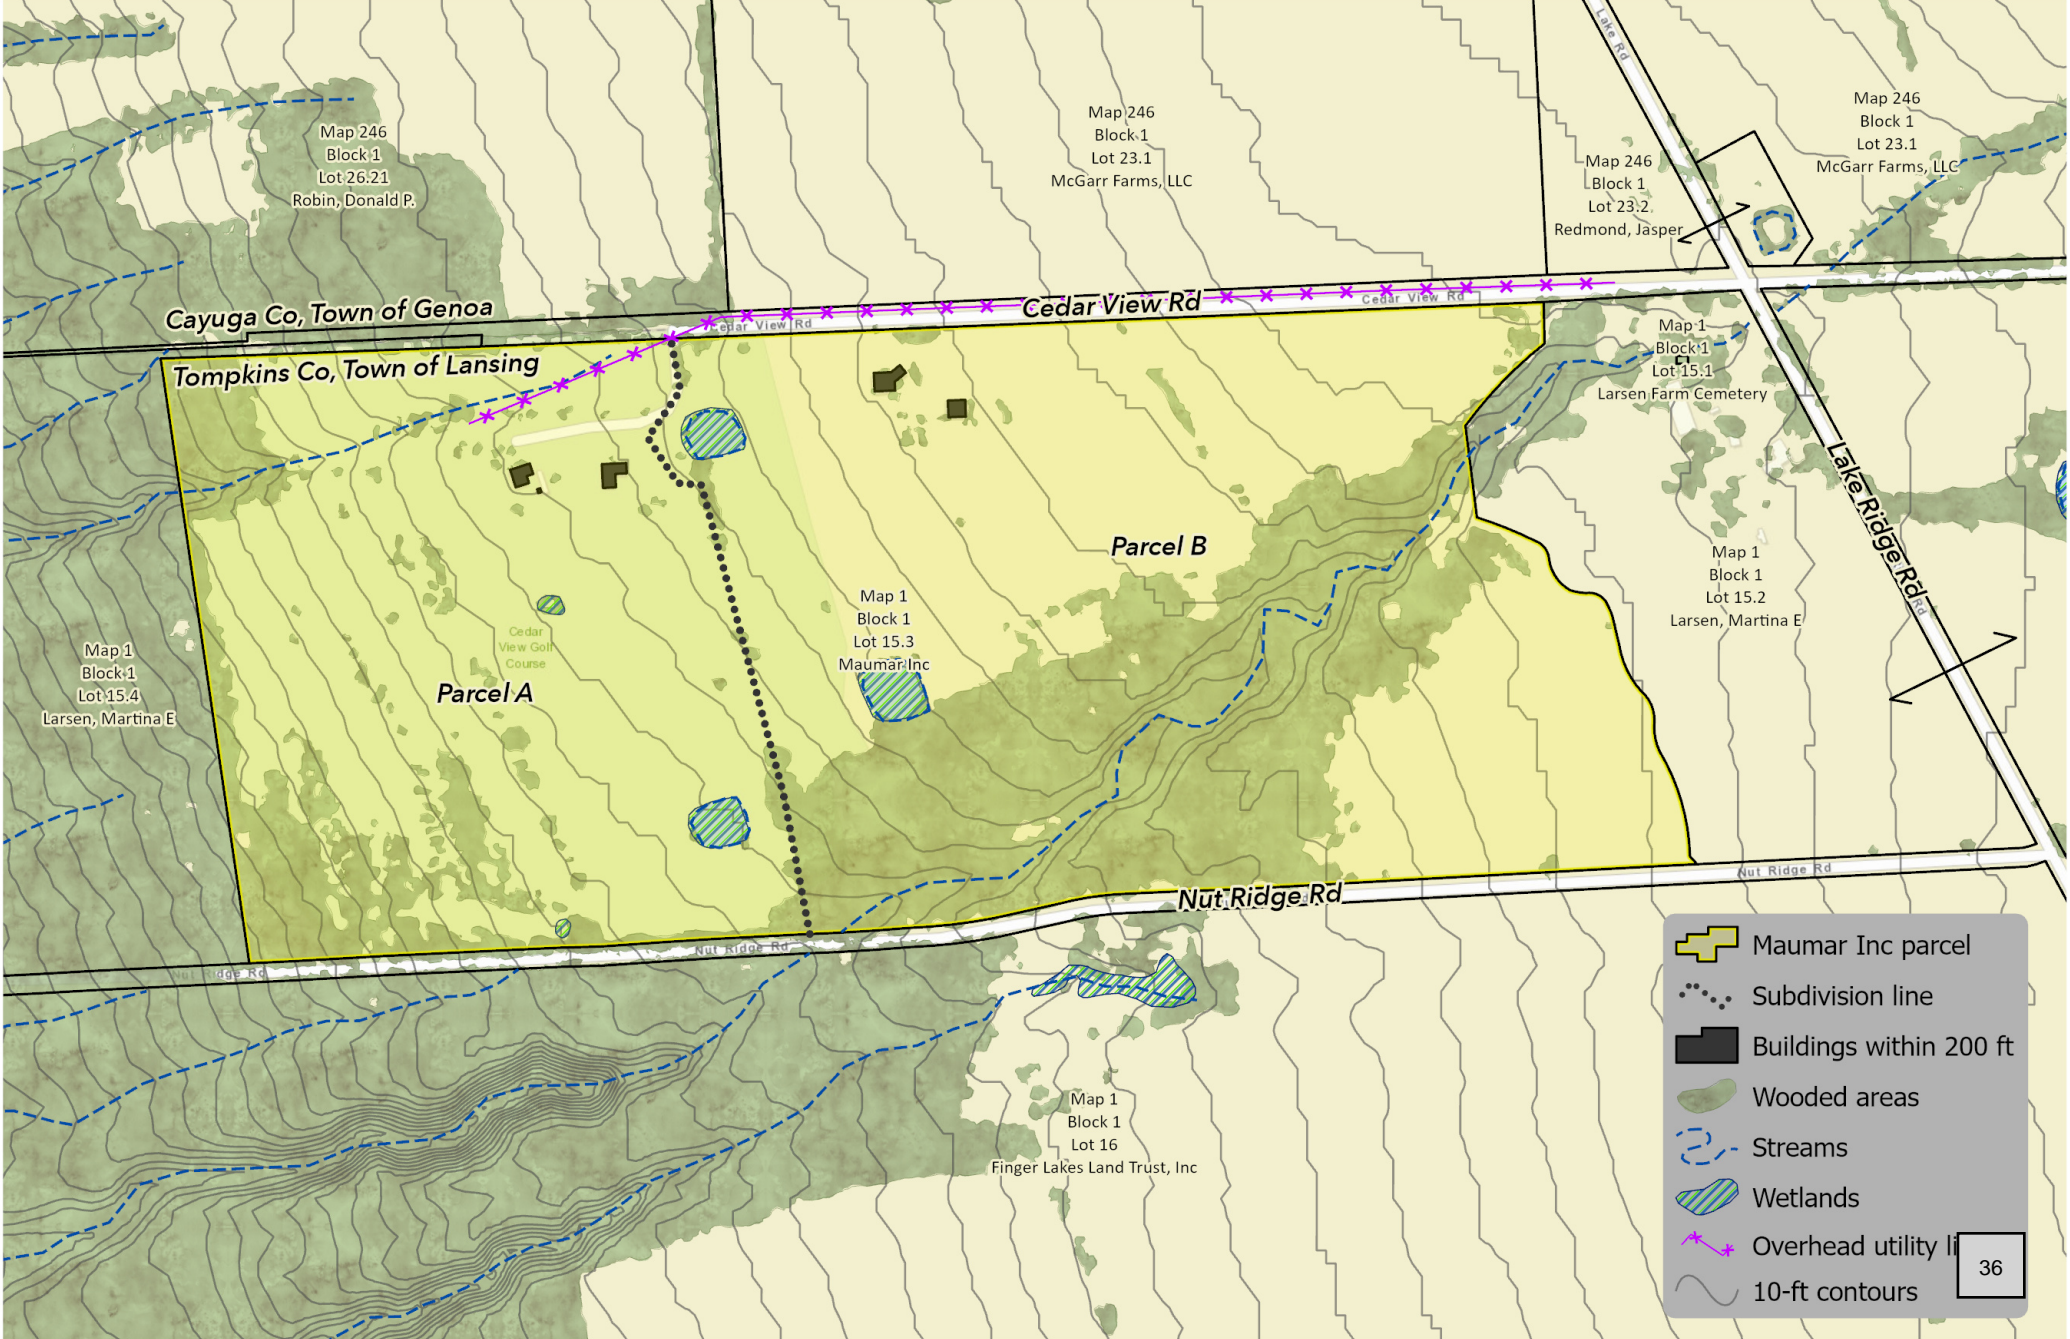 Lake Rd
Map 246
Block 1
Lot 26.21
Robin, Donald P.
Map 246
Block 1
Lot 23.1
McGarr Farms, LLC
Map 246
Block 1
Lot 23.2
Redmond, Jasper
Map 246
Block 1
Lot 23.1
McGarr Farms, LLC
Cayuga Co, Town of Genoa
Cedar View Rd
Cedar View Rd
Cedar View Rd
Tompkins Co, Town of Lansing
Map 1
Block 1
Lot 15.1
Larsen Farm Cemetery
Lake Ridge Rd
Rd
Parcel B
Map 1
Block 1
Lot 15.2
Larsen, Martina E
Map 1
Block 1
Lot 15.3
Maumar Inc
Cedar
View Golf
Course
Parcel A
Map 1
Block 1
Lot 15.4
Larsen, Martina E
Nut Ridge Rd
Nut Ridge Rd
Nut Ridge Rd
Nut Ridge Rd
Map 1
Block 1
Lot 16
Finger Lakes Land Trust, Inc
Maumar Inc parcel
Subdivision line
Buildings within 200 ft
Wooded areas
Streams
Wetlands
Overhead utility li
10-ft contours
36